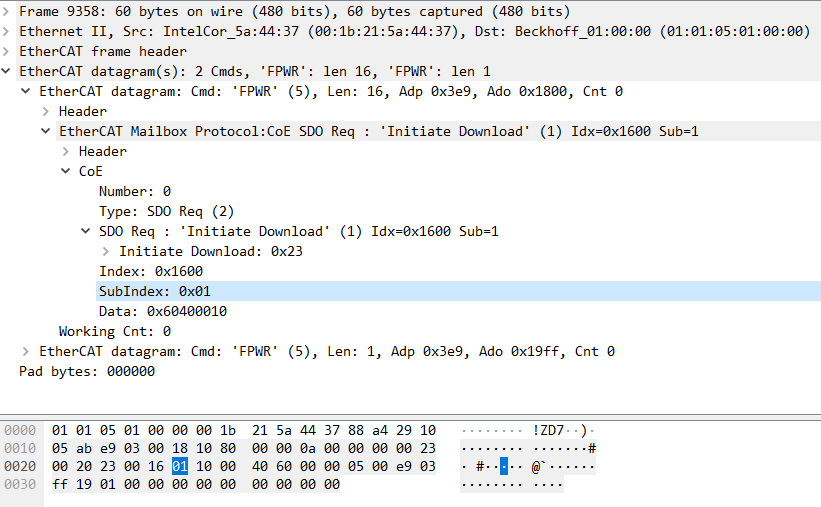 Frame 9358: 60 bytes on wire (480 bits), 60 bytes captured (480 bits)
Ethernet II, Src: IntelCor_5a:44:37 (00:1b:21:5a:44:37), Dst: Beckhoff_01:00:00 (01:01:05:01:00:00)
EtherCAT frame header
EtherCAT datagram(s): 2 Cmds, 'FPWR': len 16, 'FPWR': len 1
EtherCAT datagram: Cmd: 'FPWR' (5), Len: 16, Adp 0x3e9, Ado 0x1800, Cnt 0
Header
EtherCAT Mailbox Protocol:CoE SDO Req : 'Initiate Download' (1) Idx=0x1600 Sub=1
Header
CoE
Number: 0
Type: SDO Req (2)
SDO Req : 'Initiate Download' (1) Idx=0x1600 Sub=1
Initiate Download: 0x23
Index: 0x1600
SubIndex: 0x01
Data: 0x60400010
Working Cnt: 0
EtherCAT datagram: Cmd: 'FPWR' (5), Len: 1, Adp 0x3e9, Ado 0x19ff, Cnt 0
Pad bytes: 000000
0000 01 01 05 01 00 00 00 1b 21 5a 44 37 88 a4 29 10 ········ !ZD7··)·
0010 05 ab e9 03 00 18 10 80 00 00 0a 00 00 00 00 23 ········ ·······#
0020 00 20 23 00 16 01 10 00 40 60 00 00 00 05 00 e9 03 · #····· @`······
0030 ff 19 01 00 00 00 00 00 00 00 00 00 ········ ····